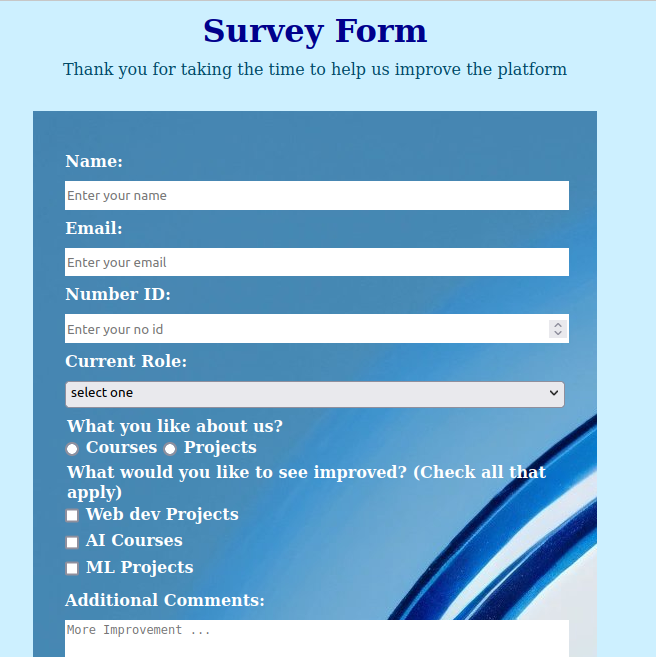 Survey Form
Thank you for taking the time to help us improve the platform
Name:
Enter your name
Email:
Enter your email
Number ID:
Enter your no id
Current Role:
select one
What you like about us?
Courses Projects
What would you like to see improved? (Check all that
apply)
Web dev Projects
AI Courses
ML Projects
Additional Comments:
More Improvement ...